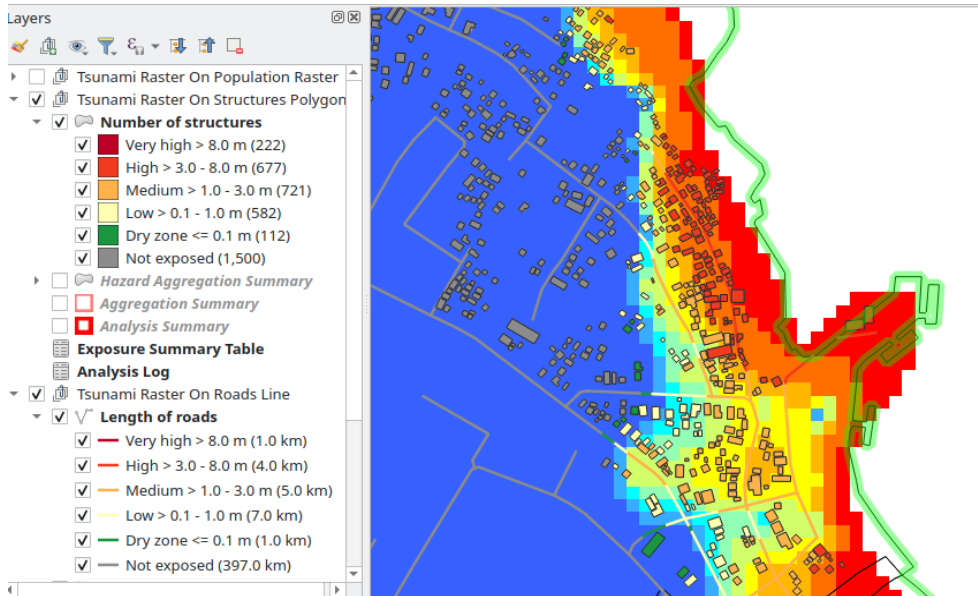 Layers
Tsunami Raster On Population Raster
Tsunami Raster On Structures Polygon
Number of structures
Very high > 8.0 m (222)
High > 3.0 - 8.0 m (677)
Medium > 1.0 - 3.0 m (721)
Low > 0.1 - 1.0 m (582)
Dry zone <= 0.1 m (112)
Not exposed (1,500)
Hazard Aggregation Summary
Aggregation Summary
Analysis Summary
Exposure Summary Table
Analysis Log
Tsunami Raster On Roads Line
Length of roads
Very high > 8.0 m (1.0 km)
High > 3.0 - 8.0 m (4.0 km)
Medium > 1.0 - 3.0 m (5.0 km)
Low > 0.1 - 1.0 m (7.0 km)
Dry zone <= 0.1 m (1.0 km)
Not exposed (397.0 km)